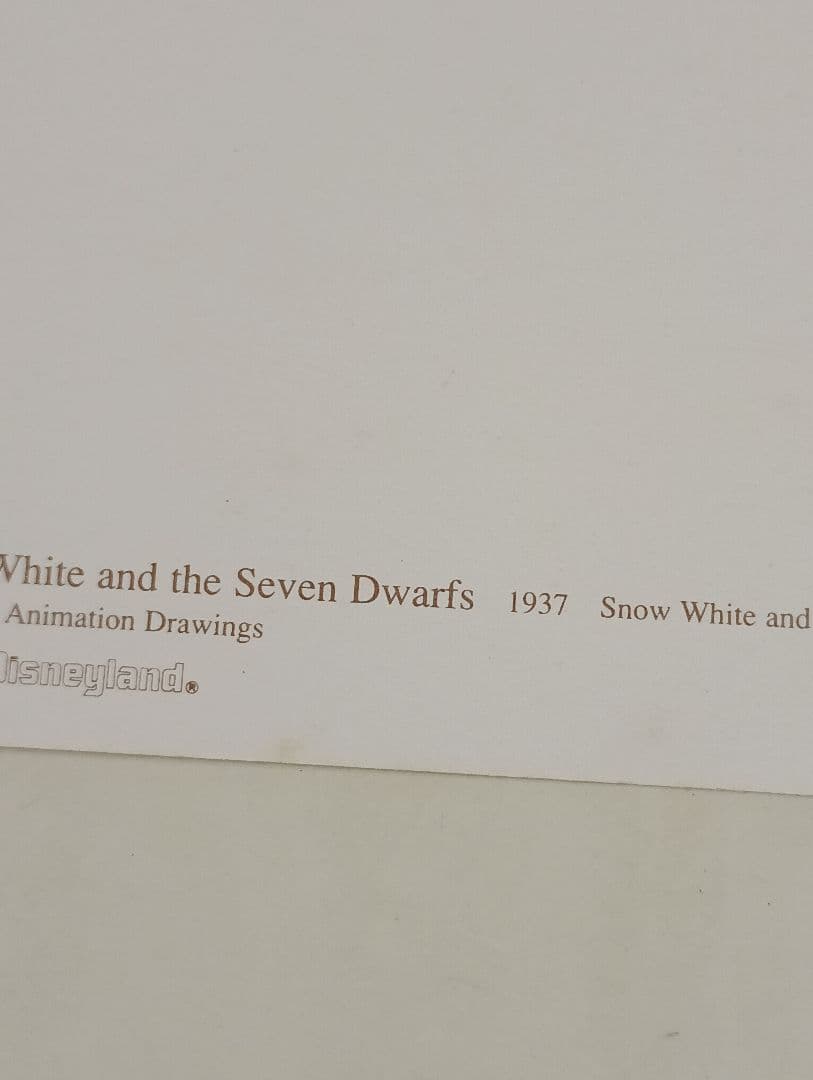 White and the Seven Dwarfs 1937 Snow White and
Animation Drawings
Disneyland®